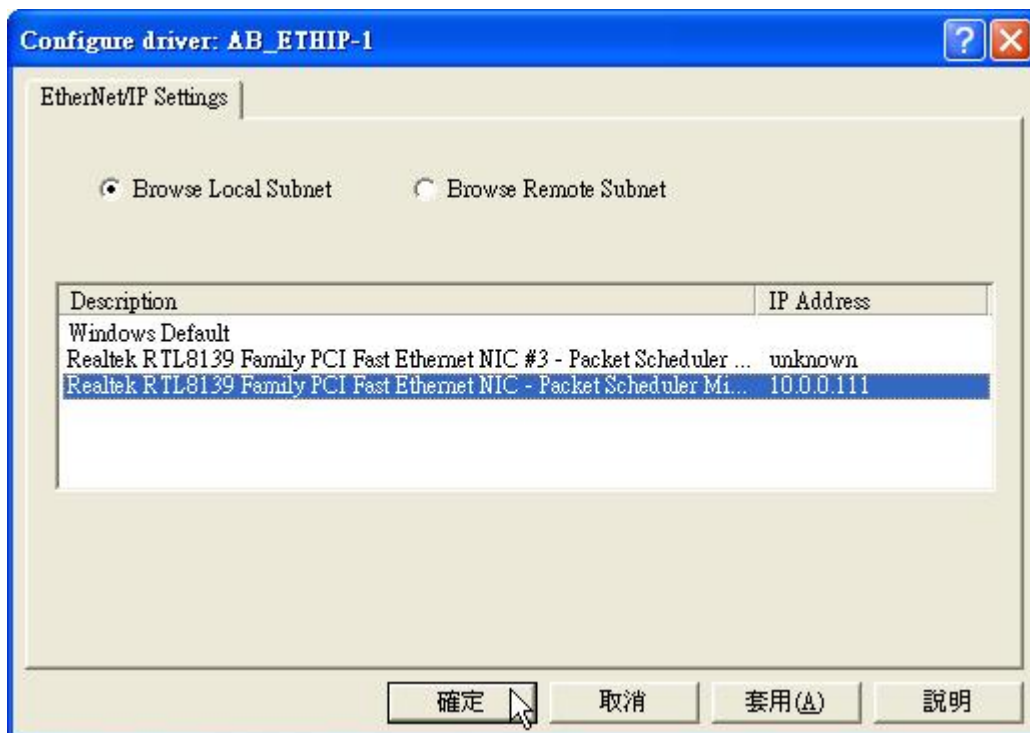 Configure driver: AB_ETHIP-1
EtherNet/IP Settings
Browse Local Subnet Browse Remote Subnet
Description IP Address
Windows Default
Realtek RTL8139 Family PCI Fast Ethernet NIC #3 - Packet Scheduler ... unknown
Realtek RTL8139 Family PCI Fast Ethernet NIC - Packet Scheduler Mi... 10.0.0.111
確定 取消 套用(A) 說明